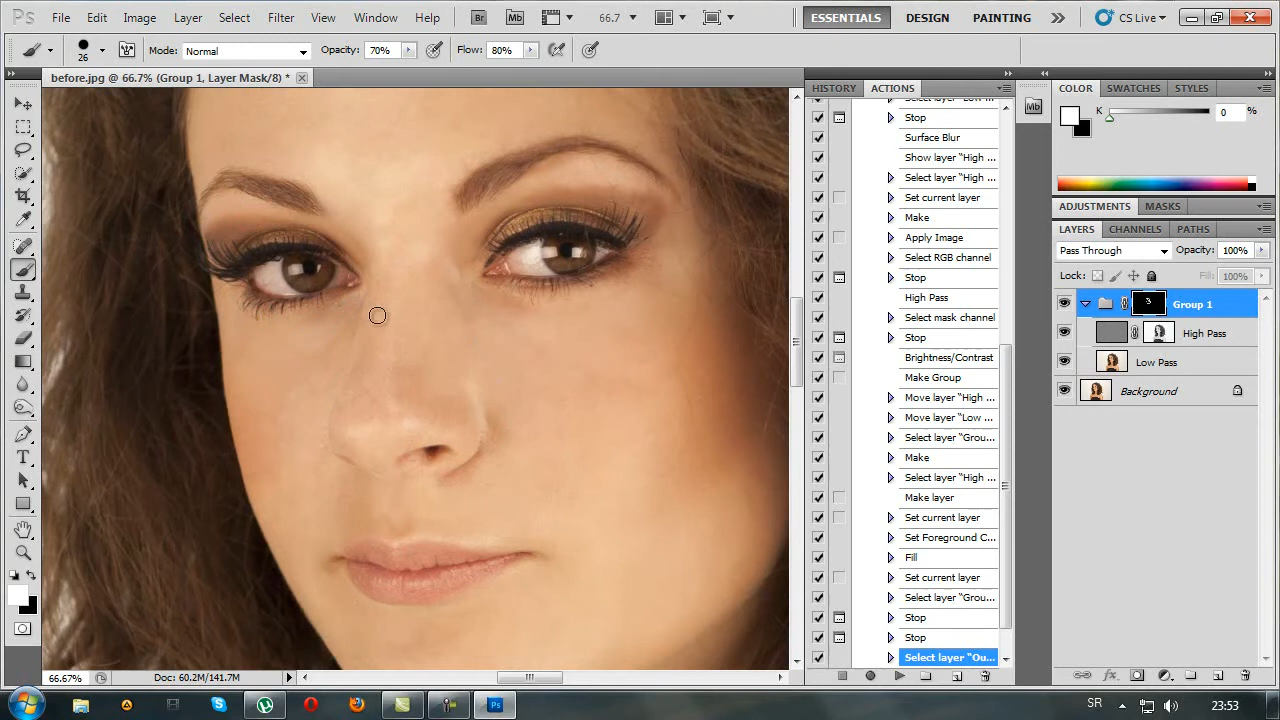 Ps File Edit Image Layer Select Filter View Window Help Br Mb 66.7 ESSENTIALS DESIGN PAINTING CS Live
26 Mode: Normal Opacity: 70% Flow: 80%
before.jpg @ 66.7% (Group 1, Layer Mask/8) *
HISTORY ACTIONS
Select layer "Low ...
Stop
Surface Blur
Show layer "High ...
Select layer "High ...
Set current layer
Make
Apply Image
Select RGB channel
Stop
High Pass
Select mask channel
Stop
Brightness/Contrast
Make Group
Move layer "High ...
Move layer "Low ...
Select layer "Grou...
Make
Select layer "High ...
Make layer
Set current layer
Set Foreground C...
Fill
Set current layer
Select layer "Grou...
Stop
Stop
Select layer "Ou...
Mb
COLOR SWATCHES STYLES
K 0 %
ADJUSTMENTS MASKS
LAYERS CHANNELS PATHS
Pass Through Opacity: 100%
Lock: Fill: 100%
Group 1
High Pass
Low Pass
Background
T
66.67% Doc: 60.2M/141.7M
Ps SR 23:53